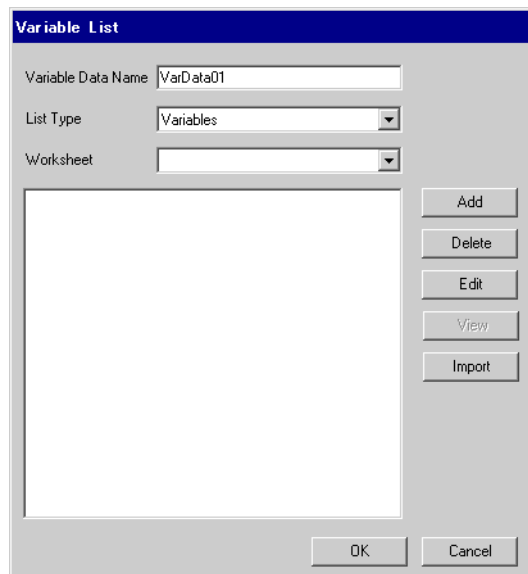 Variable List
Variable Data Name VarData01
List Type Variables
Worksheet
Add
Delete
Edit
View
Import
OK Cancel